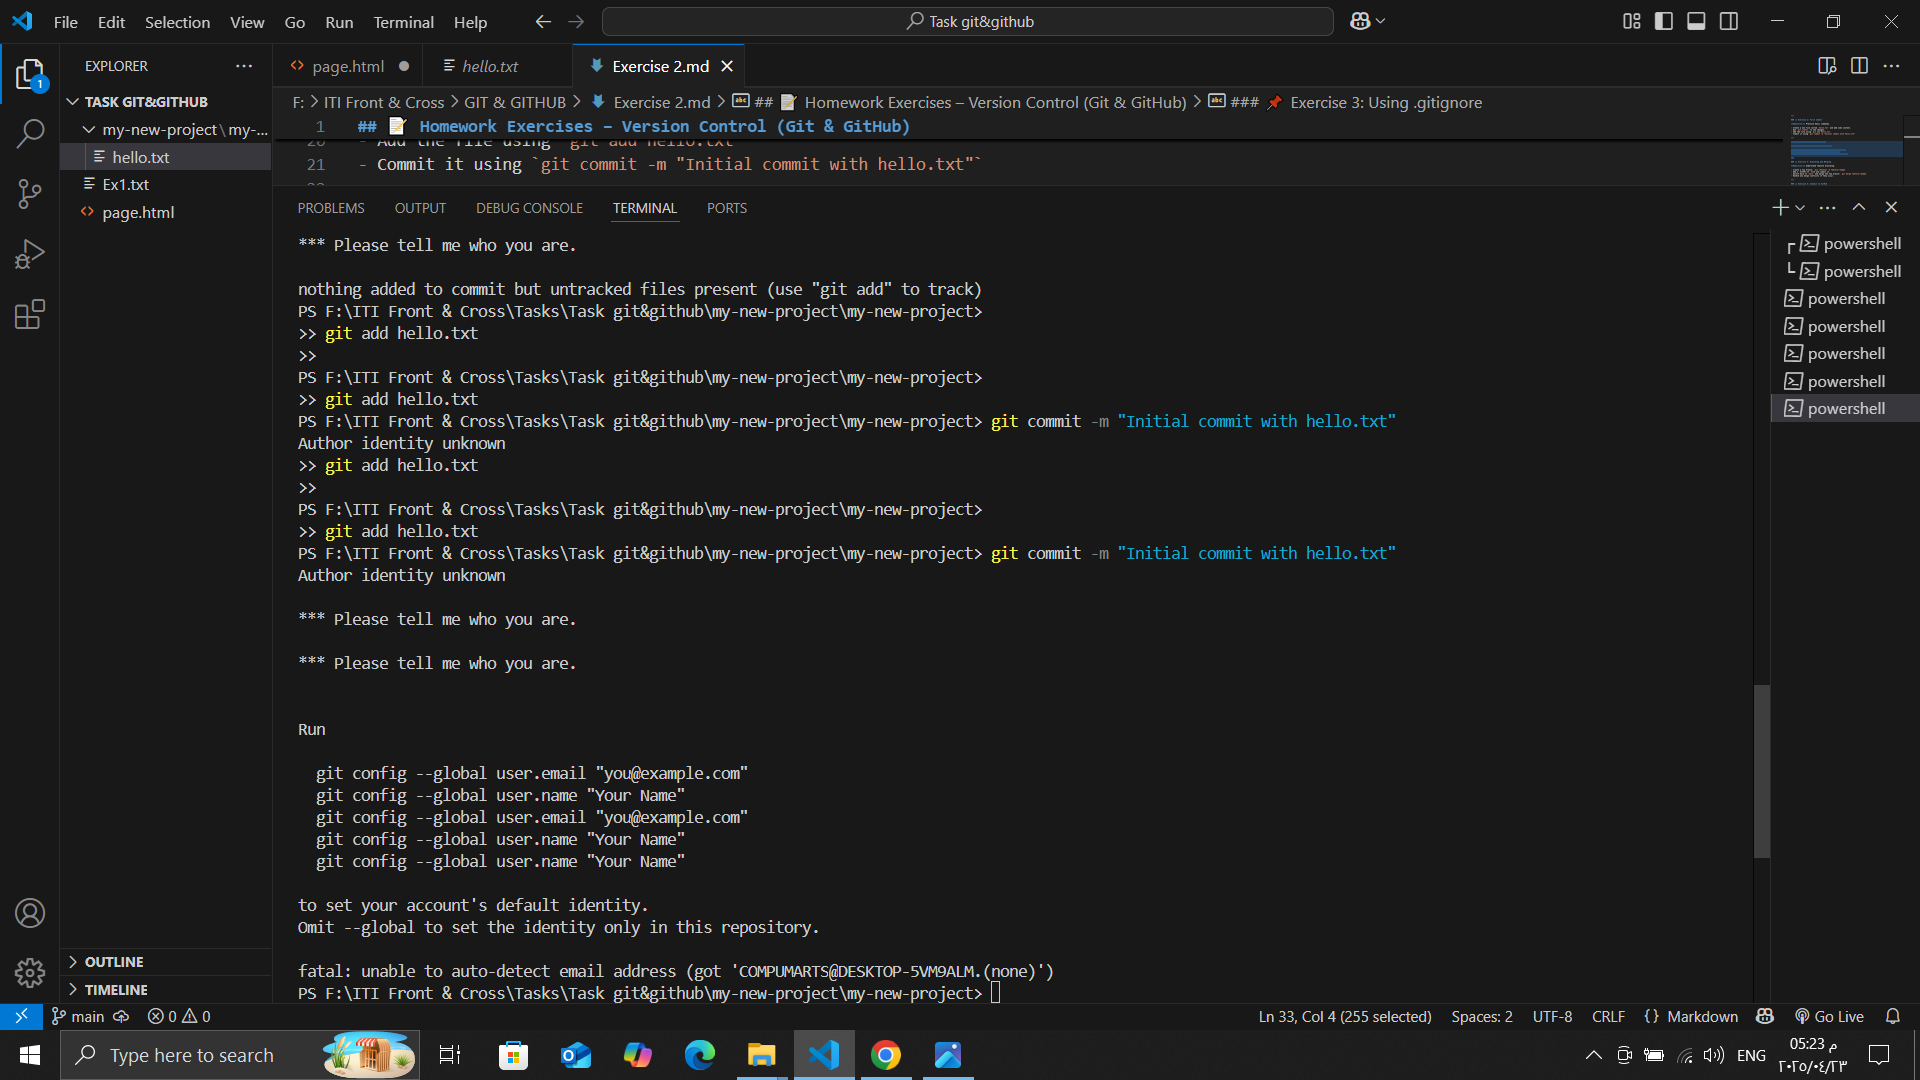 File Edit Selection View Go Run Terminal Help
Task git&github
EXPLORER
TASK GIT&GITHUB
my-new-project\my-...
hello.txt
Ex1.txt
page.html
OUTLINE
TIMELINE
page.html
hello.txt
Exercise 2.md
F: > ITI Front & Cross > GIT & GITHUB > Exercise 2.md > ## Homework Exercises – Version Control (Git & GitHub) > ### Exercise 3: Using .gitignore
1 ## Homework Exercises – Version Control (Git & GitHub)
20 - Add the file using `git add hello.txt`
21 - Commit it using `git commit -m "Initial commit with hello.txt"`
PROBLEMS OUTPUT DEBUG CONSOLE TERMINAL PORTS
*** Please tell me who you are.
nothing added to commit but untracked files present (use "git add" to track)
PS F:\ITI Front & Cross\Tasks\Task git&github\my-new-project\my-new-project>
>> git add hello.txt
>>
PS F:\ITI Front & Cross\Tasks\Task git&github\my-new-project\my-new-project>
>> git add hello.txt
PS F:\ITI Front & Cross\Tasks\Task git&github\my-new-project\my-new-project> git commit -m "Initial commit with hello.txt"
Author identity unknown
>> git add hello.txt
>>
PS F:\ITI Front & Cross\Tasks\Task git&github\my-new-project\my-new-project>
>> git add hello.txt
PS F:\ITI Front & Cross\Tasks\Task git&github\my-new-project\my-new-project> git commit -m "Initial commit with hello.txt"
Author identity unknown
*** Please tell me who you are.
*** Please tell me who you are.
Run
git config --global user.email "you@example.com"
git config --global user.name "Your Name"
git config --global user.email "you@example.com"
git config --global user.name "Your Name"
git config --global user.name "Your Name"
to set your account's default identity.
Omit --global to set the identity only in this repository.
fatal: unable to auto-detect email address (got 'COMPUMARTS@DESKTOP-5VM9ALM.(none)')
PS F:\ITI Front & Cross\Tasks\Task git&github\my-new-project\my-new-project>
powershell
powershell
powershell
powershell
powershell
powershell
powershell
main 0 0
Ln 33, Col 4 (255 selected) Spaces: 2 UTF-8 CRLF {} Markdown Go Live
Type here to search
ENG
05:23 م
٢٠٢٥/٠٤/٢٣